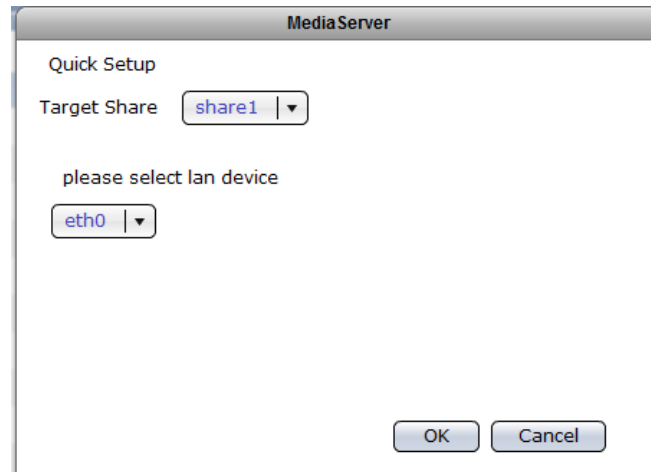 MediaServer
Quick Setup
Target Share share1
please select lan device
eth0
OK Cancel